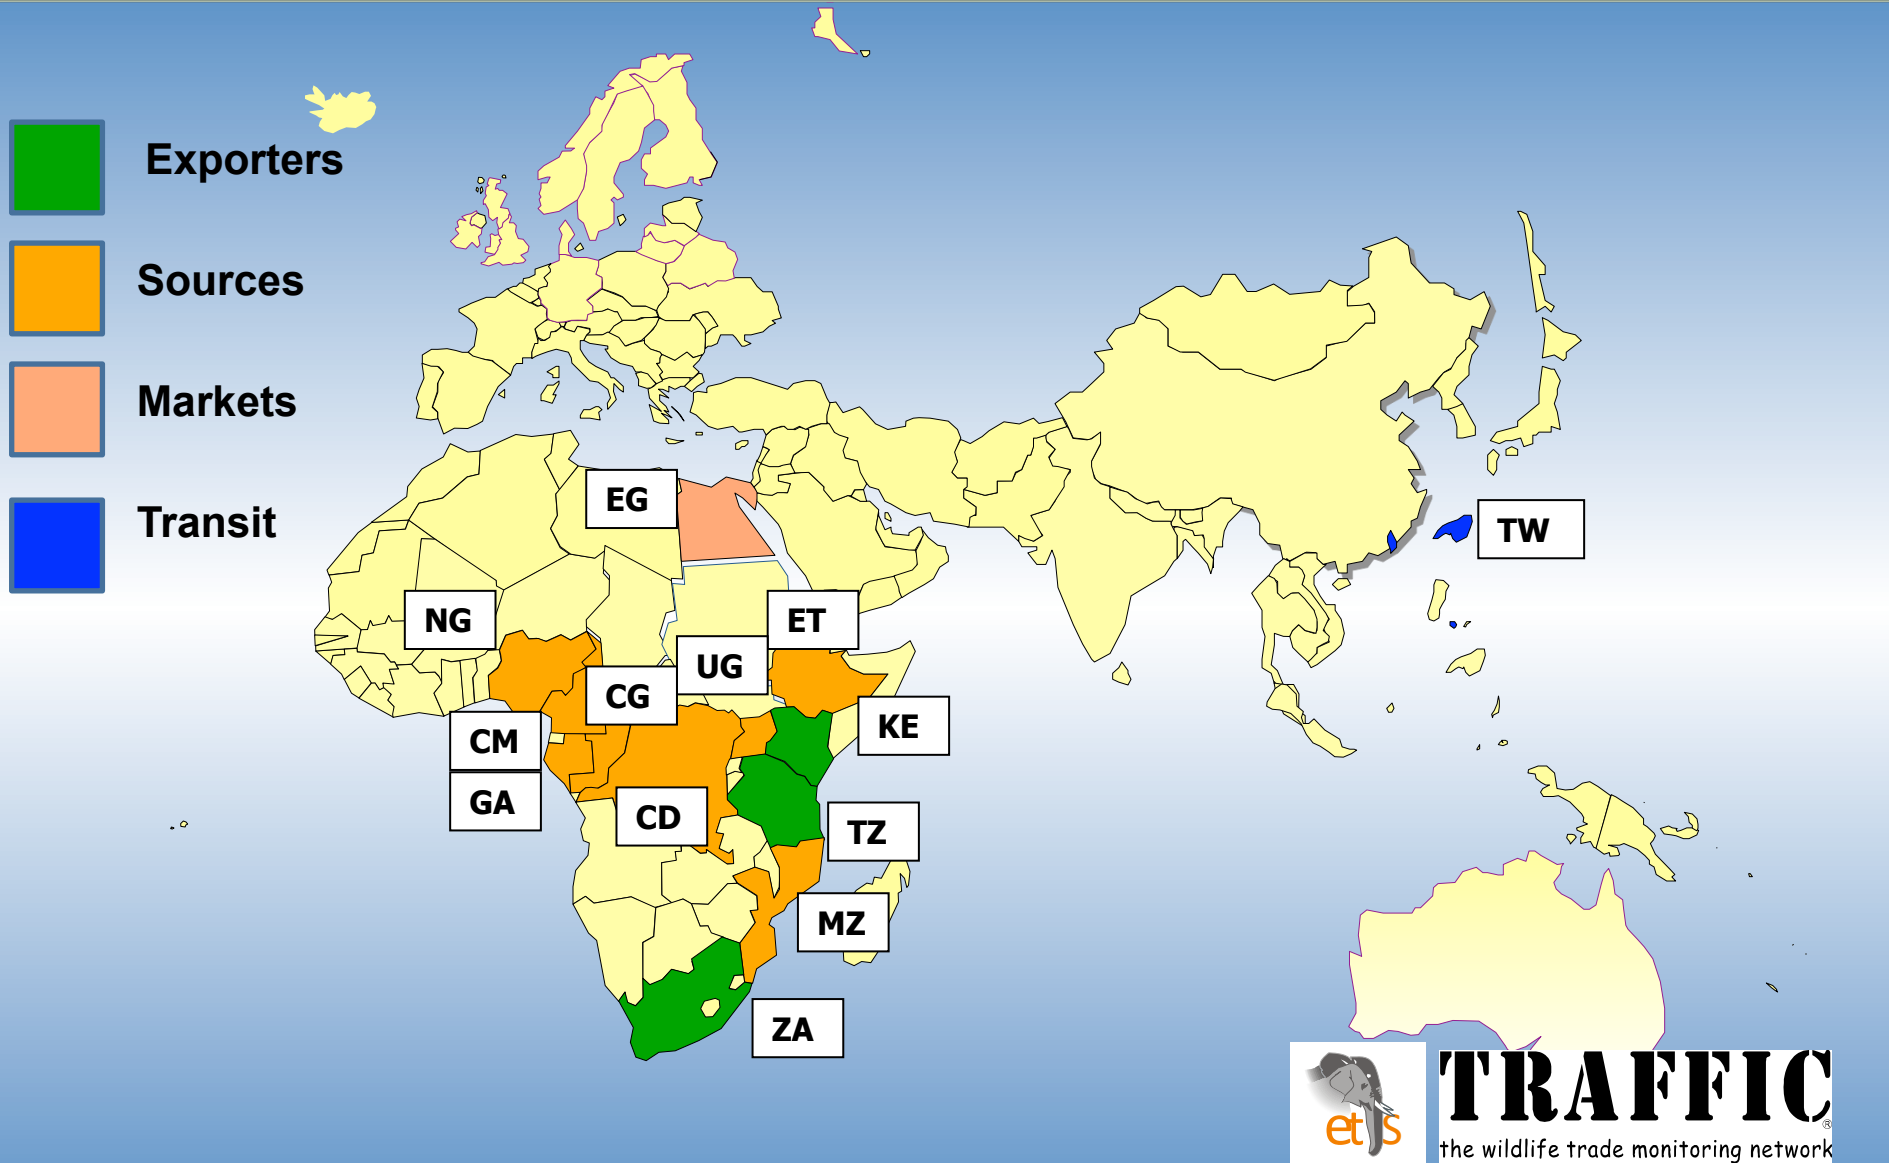 Exporters
Sources
Markets
Transit
EG
TW
NG
ET
UG
CG
KE
CM
GA
CD
TZ
MZ
ZA
etis
TRAFFIC®
the wildlife trade monitoring network